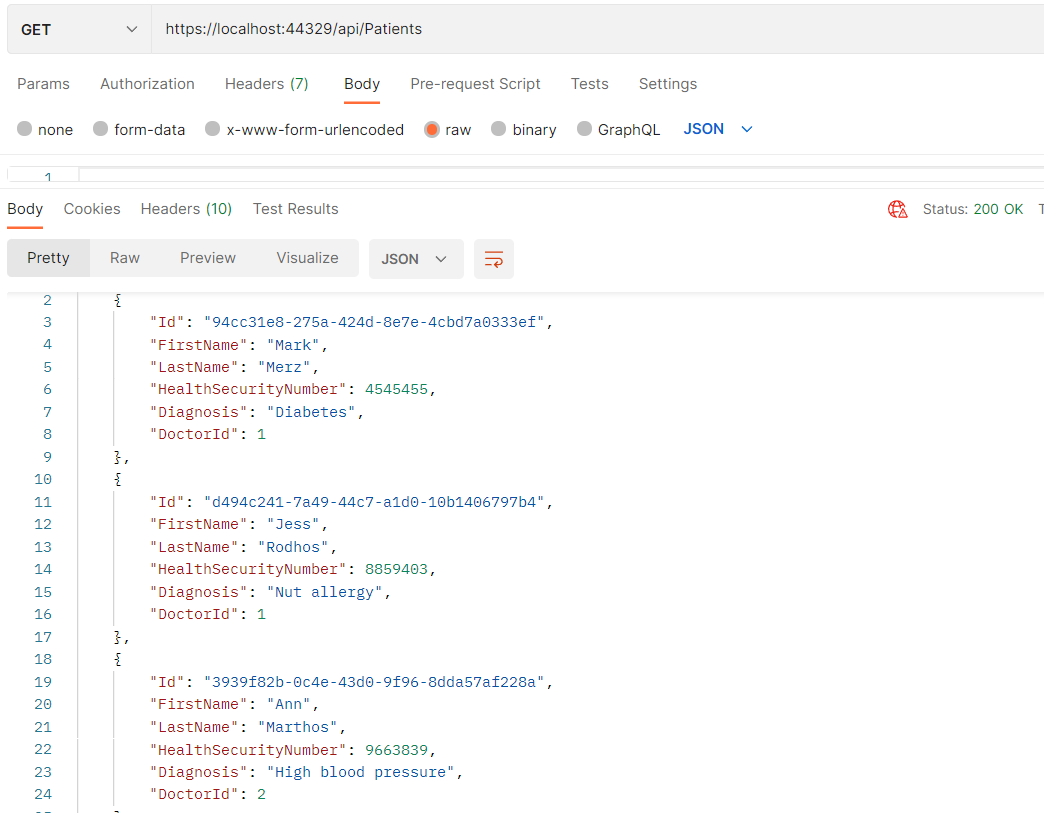 GET https://localhost:44329/api/Patients
Params Authorization Headers (7) Body Pre-request Script Tests Settings
none form-data x-www-form-urlencoded raw binary GraphQL JSON
1
Body Cookies Headers (10) Test Results Status: 200 OK
Pretty Raw Preview Visualize JSON
2 {
3 "Id": "94cc31e8-275a-424d-8e7e-4cbd7a0333ef",
4 "FirstName": "Mark",
5 "LastName": "Merz",
6 "HealthSecurityNumber": 4545455,
7 "Diagnosis": "Diabetes",
8 "DoctorId": 1
9 },
10 {
11 "Id": "d494c241-7a49-44c7-a1d0-10b1406797b4",
12 "FirstName": "Jess",
13 "LastName": "Rodhos",
14 "HealthSecurityNumber": 8859403,
15 "Diagnosis": "Nut allergy",
16 "DoctorId": 1
17 },
18 {
19 "Id": "3939f82b-0c4e-43d0-9f96-8dda57af228a",
20 "FirstName": "Ann",
21 "LastName": "Marthos",
22 "HealthSecurityNumber": 9663839,
23 "Diagnosis": "High blood pressure",
24 "DoctorId": 2